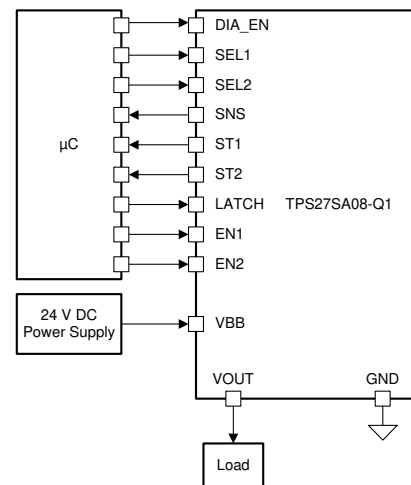 DIA_EN
SEL1
SEL2
SNS
µC
ST1
ST2
LATCH TPS27SA08-Q1
EN1
EN2
24 V DC
Power Supply
VBB
VOUT
GND
Load